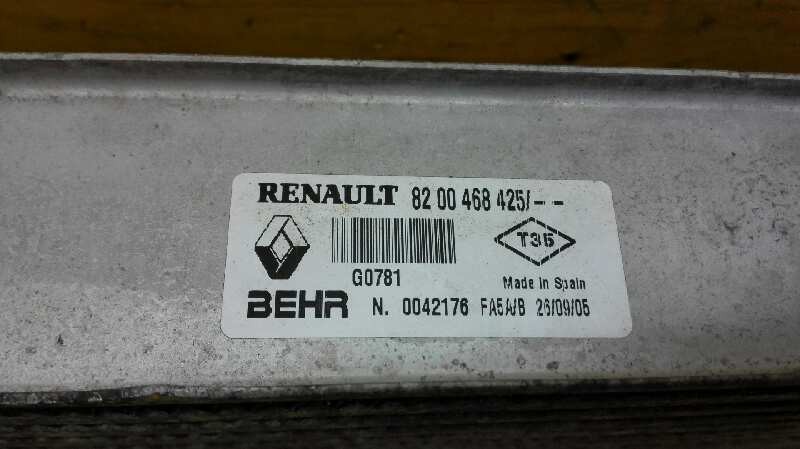 RENAULT 82 00 468 425/--
T35
G0781 Made in Spain
BEHR N. 0042176 FA5A/B 26/09/05